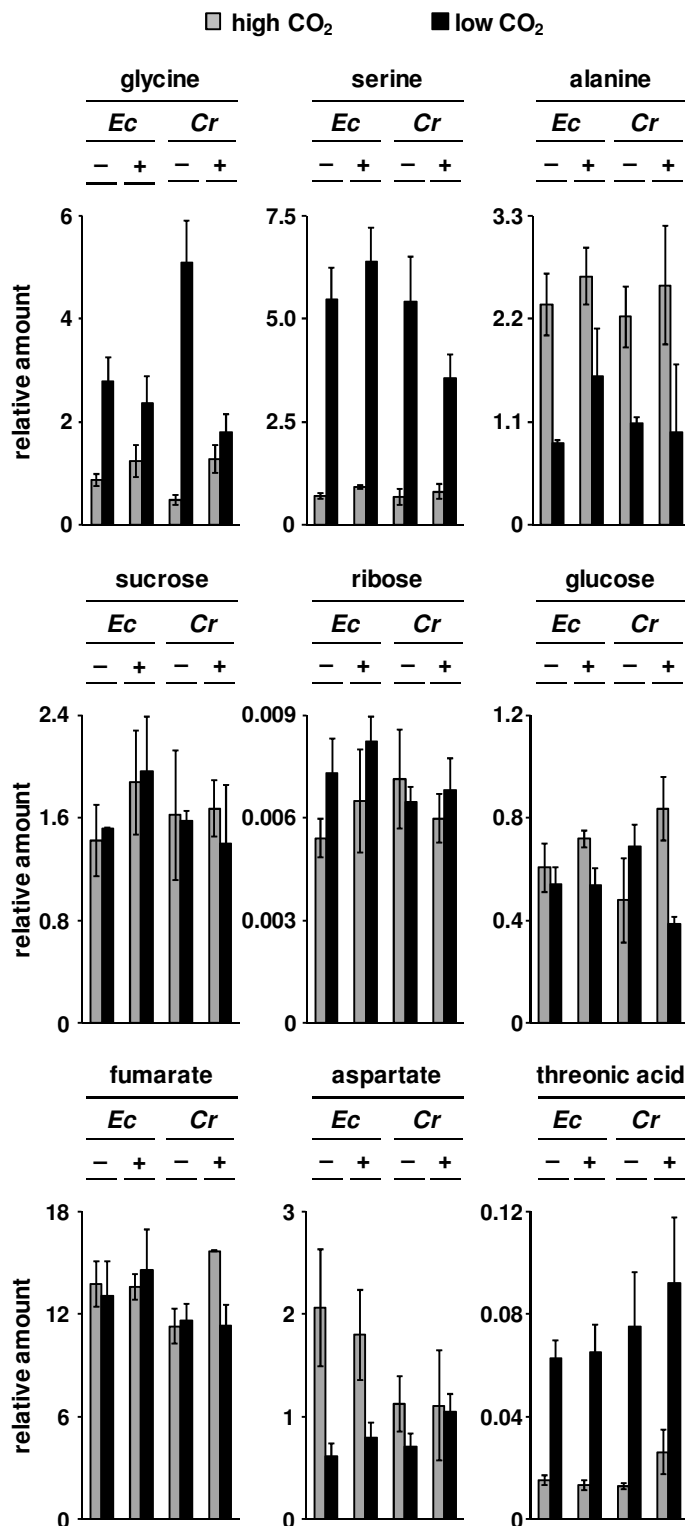 high CO₂ low CO₂
glycine serine alanine
Ec Cr Ec Cr Ec Cr
– + – + – + – + – + – +
6 7.5 3.3
4 5.0 2.2
2 2.5 1.1
0 0 0
relative amount
sucrose ribose glucose
Ec Cr Ec Cr Ec Cr
– + – + – + – + – + – +
2.4 0.009 1.2
1.6 0.006 0.8
0.8 0.003 0.4
0 0 0
relative amount
fumarate aspartate threonic acid
Ec Cr Ec Cr Ec Cr
– + – + – + – + – + – +
18 3 0.12
12 2 0.08
6 1 0.04
0 0 0
relative amount